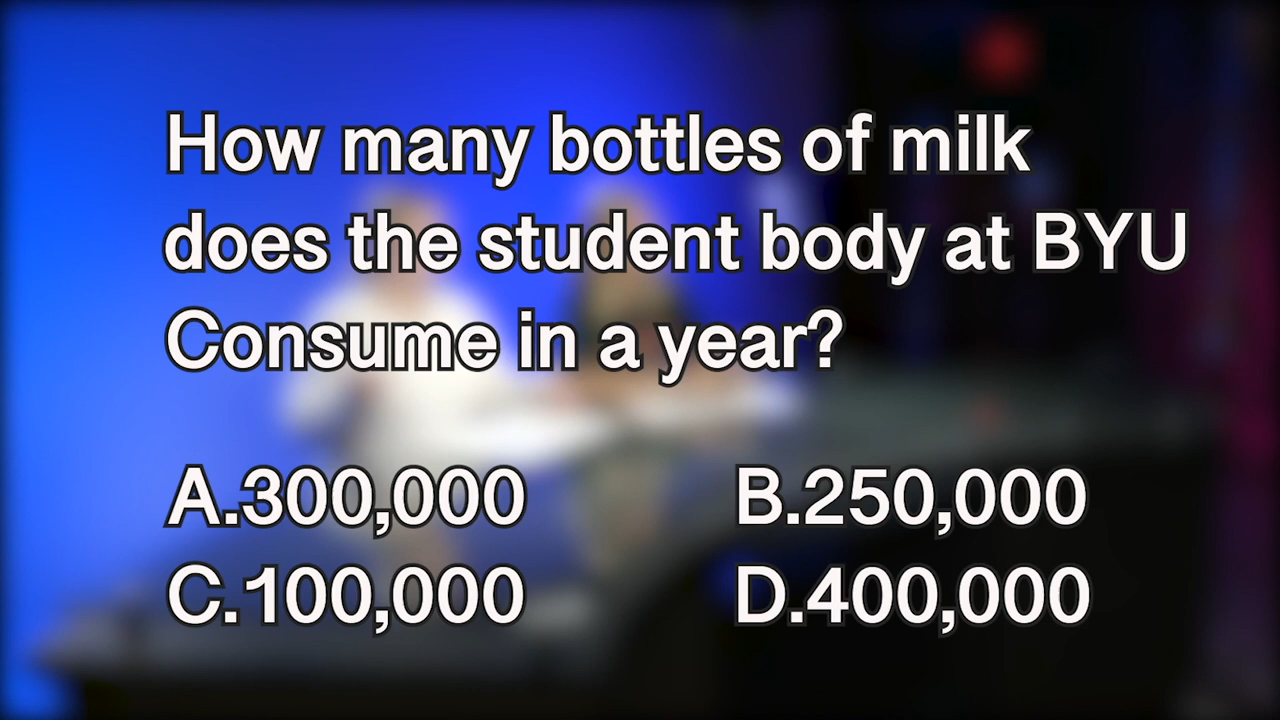 How many bottles of milk
does the student body at BYU
Consume in a year?
A.300,000 B.250,000
C.100,000 D.400,000